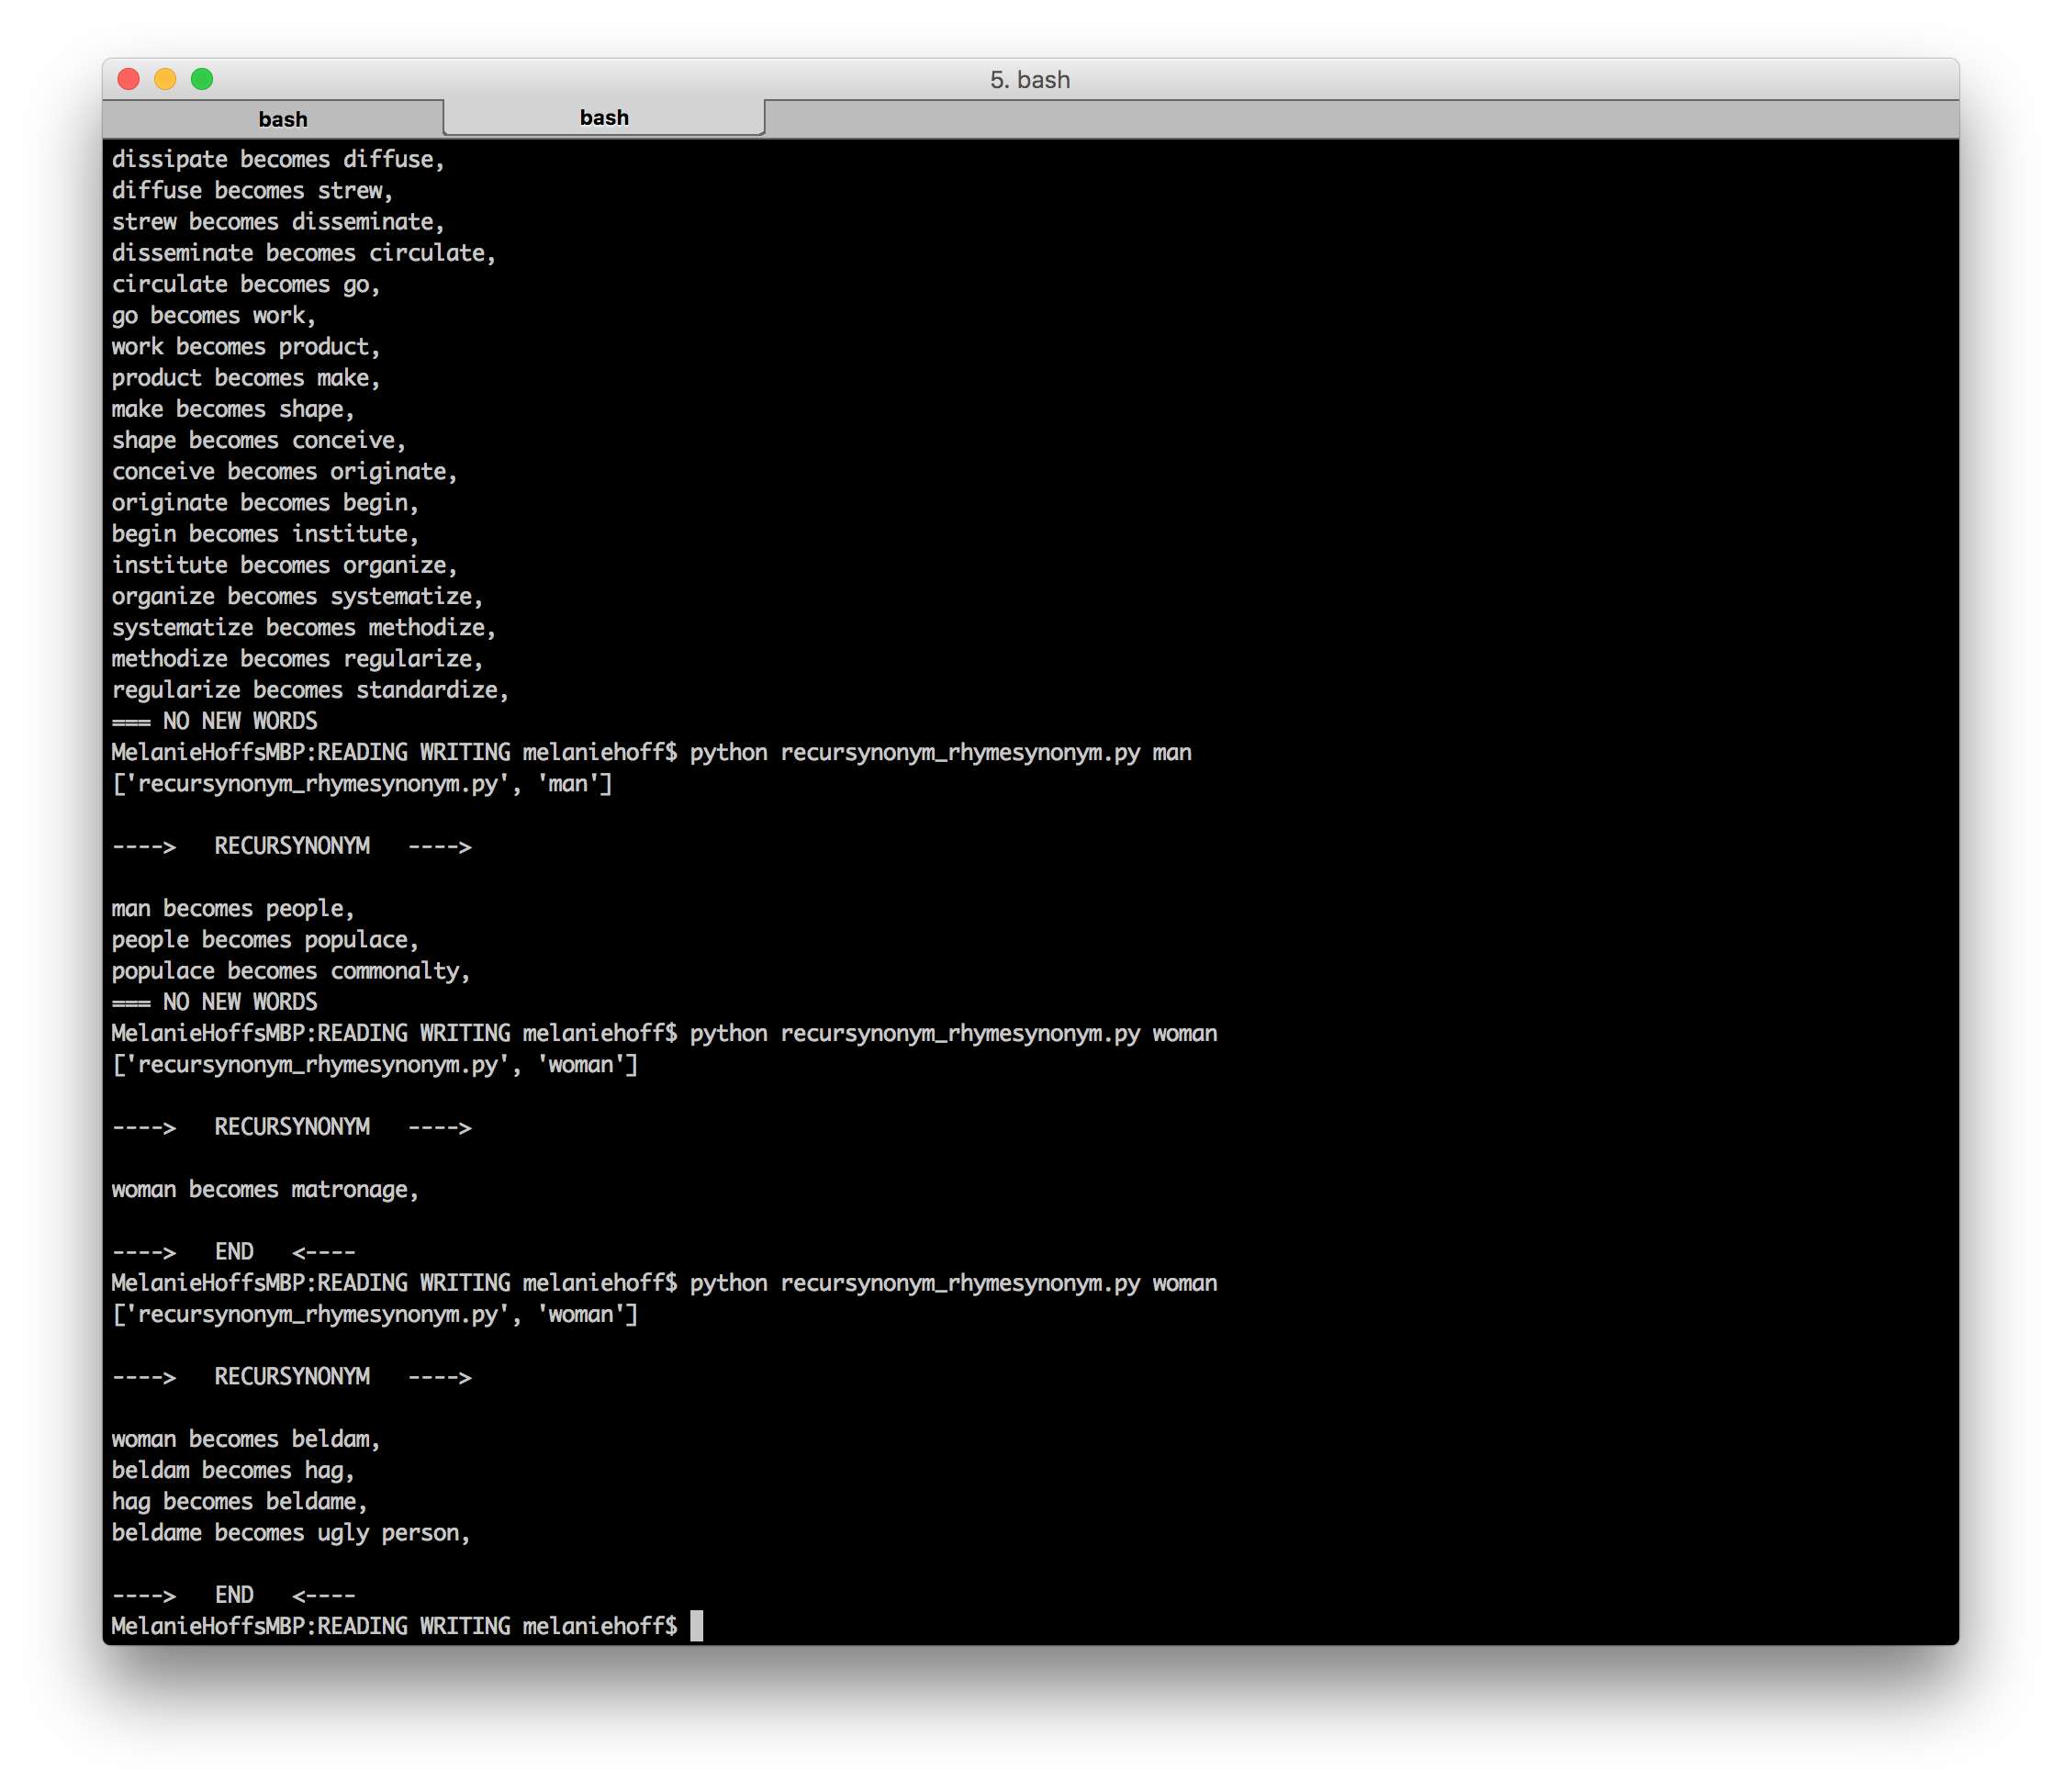 5. bash
bash
bash
dissipate becomes diffuse,
diffuse becomes strew,
strew becomes disseminate,
disseminate becomes circulate,
circulate becomes go,
go becomes work,
work becomes product,
product becomes make,
make becomes shape,
shape becomes conceive,
conceive becomes originate,
originate becomes begin,
begin becomes institute,
institute becomes organize,
organize becomes systematize,
systematize becomes methodize,
methodize becomes regularize,
regularize becomes standardize,
=== NO NEW WORDS
MelanieHoffsMBP:READING WRITING melaniehoff$ python recursynonym_rhymesynonym.py man
['recursynonym_rhymesynonym.py', 'man']
---->   RECURSYNONYM   ---->
man becomes people,
people becomes populace,
populace becomes commonalty,
=== NO NEW WORDS
MelanieHoffsMBP:READING WRITING melaniehoff$ python recursynonym_rhymesynonym.py woman
['recursynonym_rhymesynonym.py', 'woman']
---->   RECURSYNONYM   ---->
woman becomes matronage,
---->   END   <----
MelanieHoffsMBP:READING WRITING melaniehoff$ python recursynonym_rhymesynonym.py woman
['recursynonym_rhymesynonym.py', 'woman']
---->   RECURSYNONYM   ---->
woman becomes beldam,
beldam becomes hag,
hag becomes beldame,
beldame becomes ugly person,
---->   END   <----
MelanieHoffsMBP:READING WRITING melaniehoff$